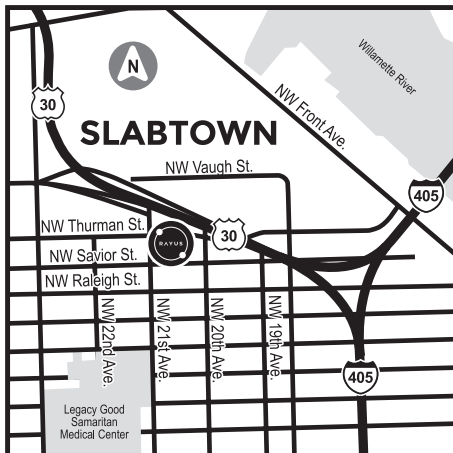 Willamette River
N
30
NW Front Ave.
SLABTOWN
NW Vaugh St.
405
NW Thurman St.
30
RAYUS
NW Savior St.
NW Raleigh St.
NW 22nd Ave.
NW 21st Ave.
NW 20th Ave.
NW 19th Ave.
405
Legacy Good
Samaritan
Medical Center